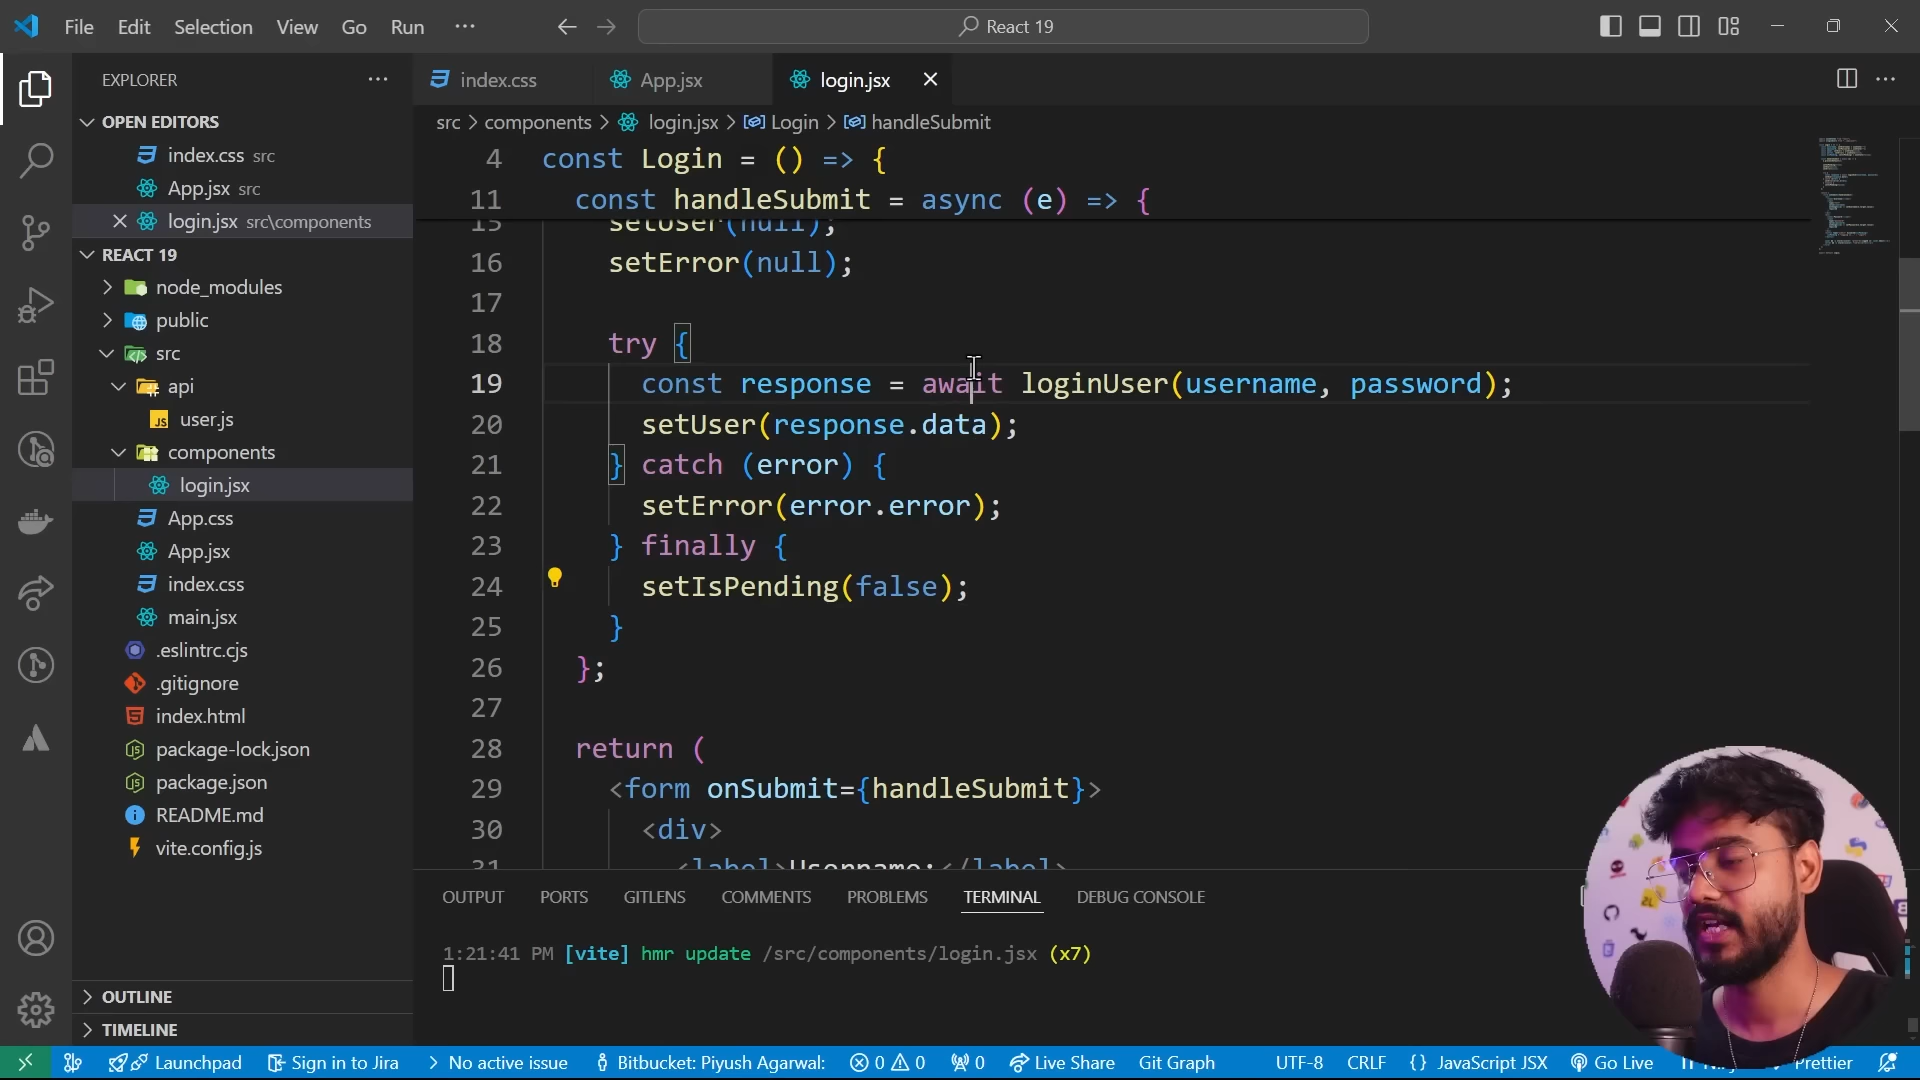 File Edit Selection View Go Run ··· React 19
EXPLORER
OPEN EDITORS
index.css src
App.jsx src
login.jsx src\components
REACT 19
node_modules
public
src
api
user.js
components
login.jsx
App.css
App.jsx
index.css
main.jsx
.eslintrc.cjs
.gitignore
index.html
package-lock.json
package.json
README.md
vite.config.js
OUTLINE
TIMELINE
index.css App.jsx login.jsx
src > components > login.jsx > Login > handleSubmit
4 const Login = () => {
11 const handleSubmit = async (e) => {
15 setUser(null);
16 setError(null);
17
18 try {
19 const response = await loginUser(username, password);
20 setUser(response.data);
21 } catch (error) {
22 setError(error.error);
23 } finally {
24 setIsPending(false);
25 }
26 };
27
28 return (
29 <form onSubmit={handleSubmit}>
30 <div>
31 <label>Username:</label>
OUTPUT PORTS GITLENS COMMENTS PROBLEMS TERMINAL DEBUG CONSOLE
1:21:41 PM [vite] hmr update /src/components/login.jsx (x7)
Launchpad Sign in to Jira No active issue Bitbucket: Piyush Agarwal: 0 0 0 Live Share Git Graph UTF-8 CRLF {} JavaScript JSX Go Live Prettier